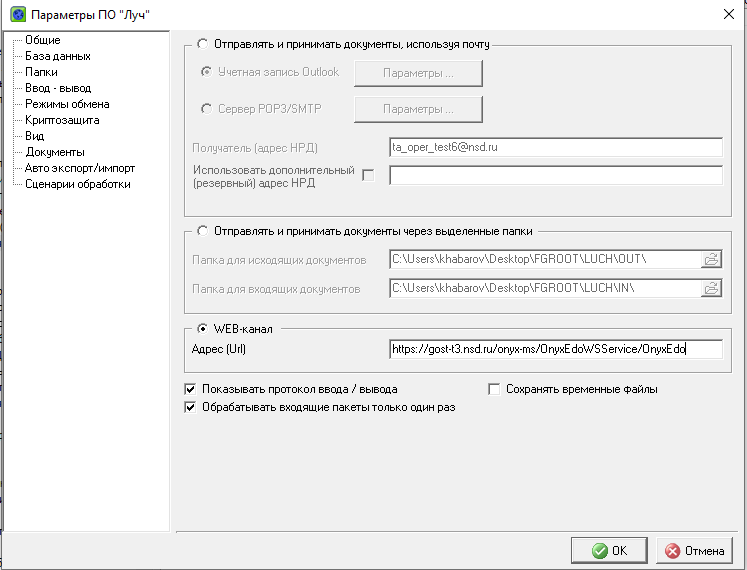 Параметры ПО "Луч"
Общие
База данных
Папки
Ввод - вывод
Режимы обмена
Криптозащита
Вид
Документы
Авто экспорт/импорт
Сценарии обработки
Отправлять и принимать документы, используя почту
Учетная запись Outlook
Параметры ...
Сервер POP3/SMTP
Параметры ...
Получатель (адрес НРД)
ta_oper_test6@nsd.ru
Использовать дополнительный
(резервный) адрес НРД
Отправлять и принимать документы через выделенные папки
Папка для исходящих документов
C:\Users\khabarov\Desktop\FGROOT\LUCH\OUT\
Папка для входящих документов
C:\Users\khabarov\Desktop\FGROOT\LUCH\IN\
WEB-канал
Адрес (Url)
https://gost-t3.nsd.ru/onyx-ms/OnyxEdoWSService/OnyxEdo
Показывать протокол ввода / вывода
Сохранять временные файлы
Обрабатывать входящие пакеты только один раз
OK
Отмена